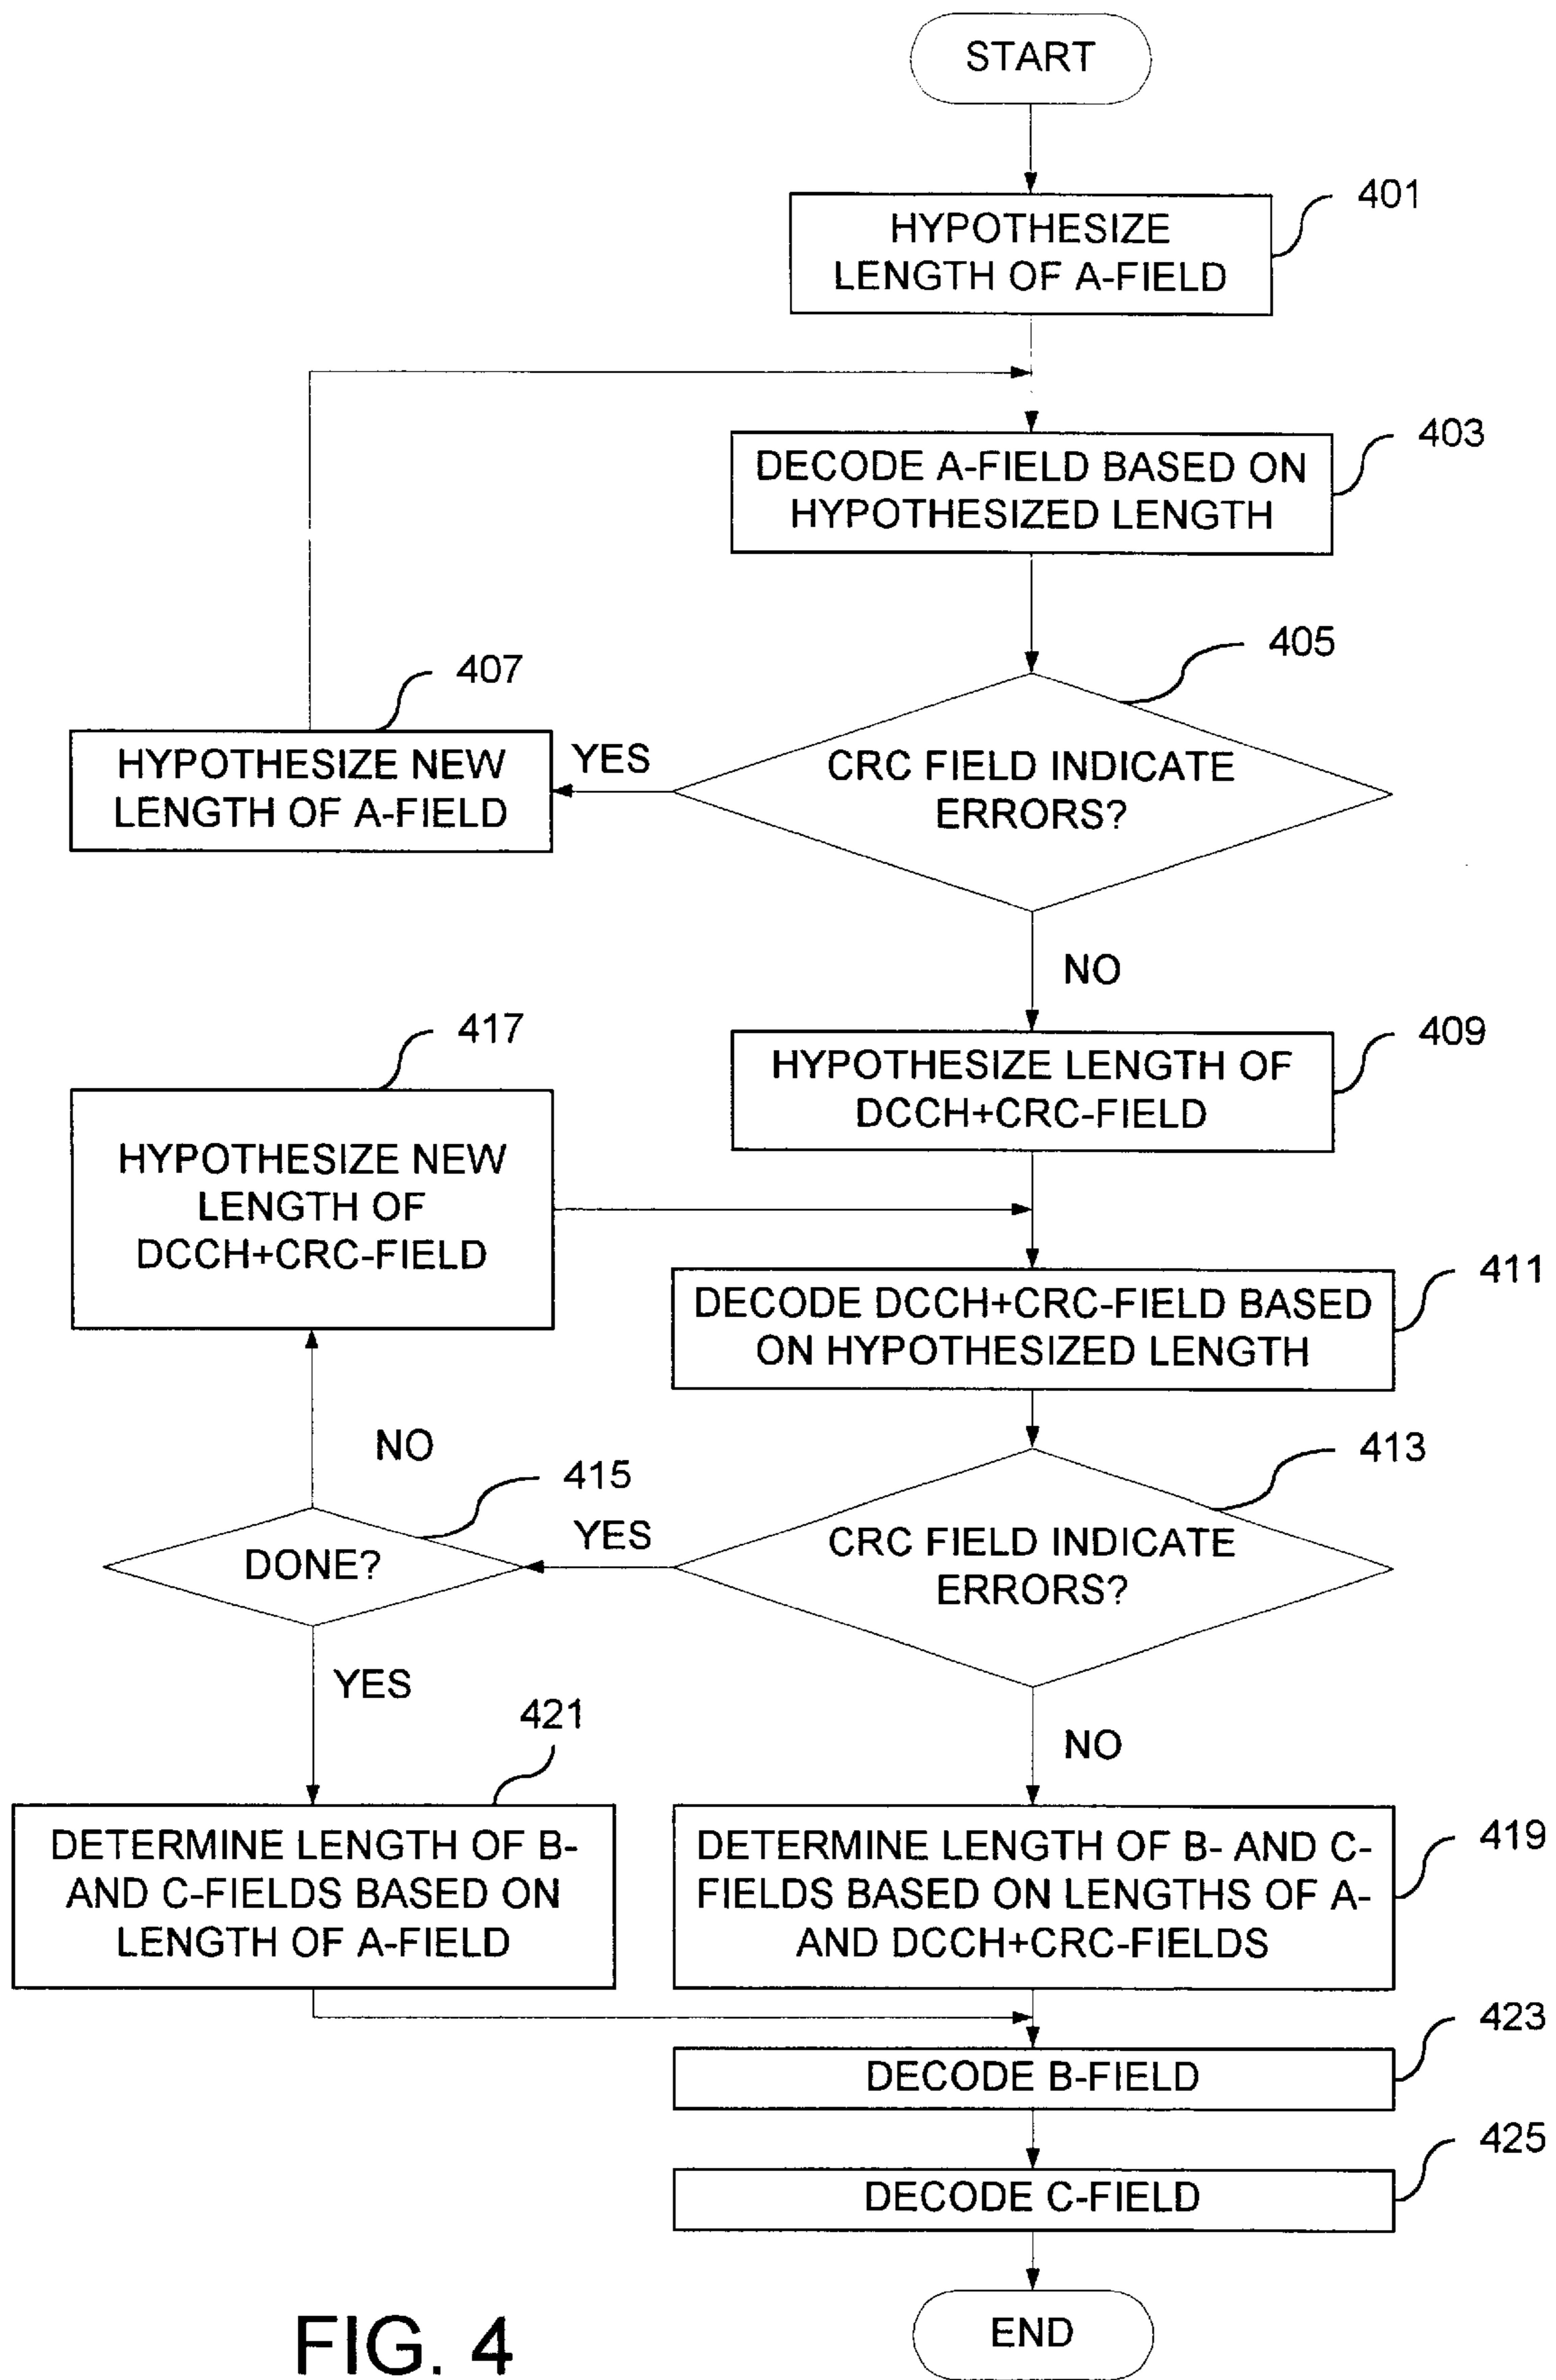 START
401
HYPOTHESIZE
LENGTH OF A-FIELD
403
DECODE A-FIELD BASED ON
HYPOTHESIZED LENGTH
405
CRC FIELD INDICATE
ERRORS?
YES
407
HYPOTHESIZE NEW
LENGTH OF A-FIELD
NO
409
HYPOTHESIZE LENGTH OF
DCCH+CRC-FIELD
417
HYPOTHESIZE NEW
LENGTH OF
DCCH+CRC-FIELD
411
DECODE DCCH+CRC-FIELD BASED
ON HYPOTHESIZED LENGTH
413
CRC FIELD INDICATE
ERRORS?
YES
415
DONE?
NO
YES
421
DETERMINE LENGTH OF B-
AND C-FIELDS BASED ON
LENGTH OF A-FIELD
NO
419
DETERMINE LENGTH OF B- AND C-
FIELDS BASED ON LENGTHS OF A-
AND DCCH+CRC-FIELDS
423
DECODE B-FIELD
425
DECODE C-FIELD
END
FIG. 4